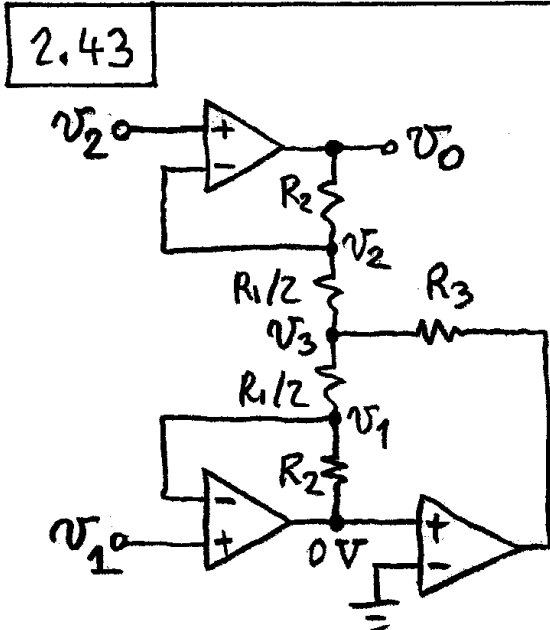 2.43
v2
+
-
vO
R2
v2
R1/2
R3
v3
R1/2
v1
-
R2
+
v1
0V
+
-